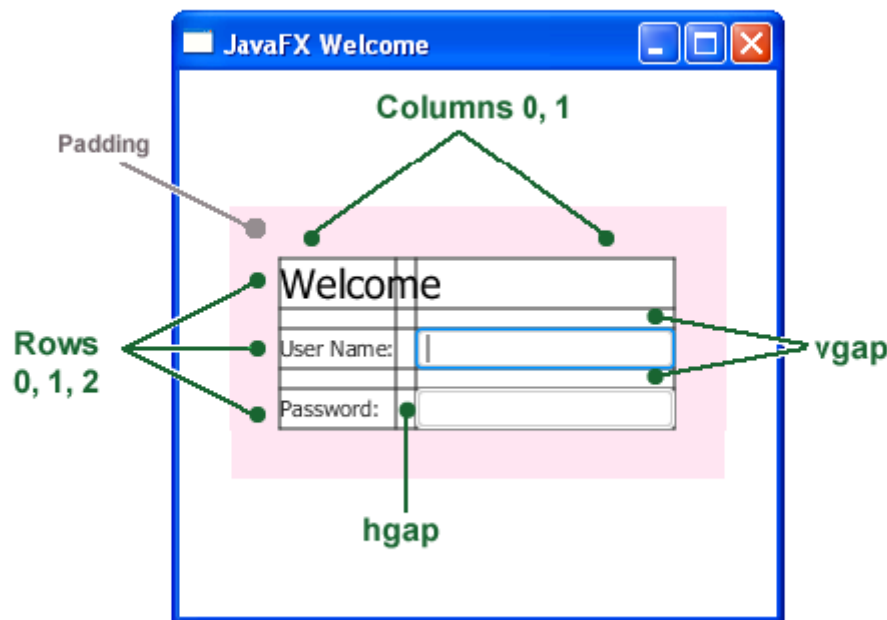 JavaFX Welcome
Columns 0, 1
Padding
Welcome
Rows
0, 1, 2
User Name:
vgap
Password:
hgap